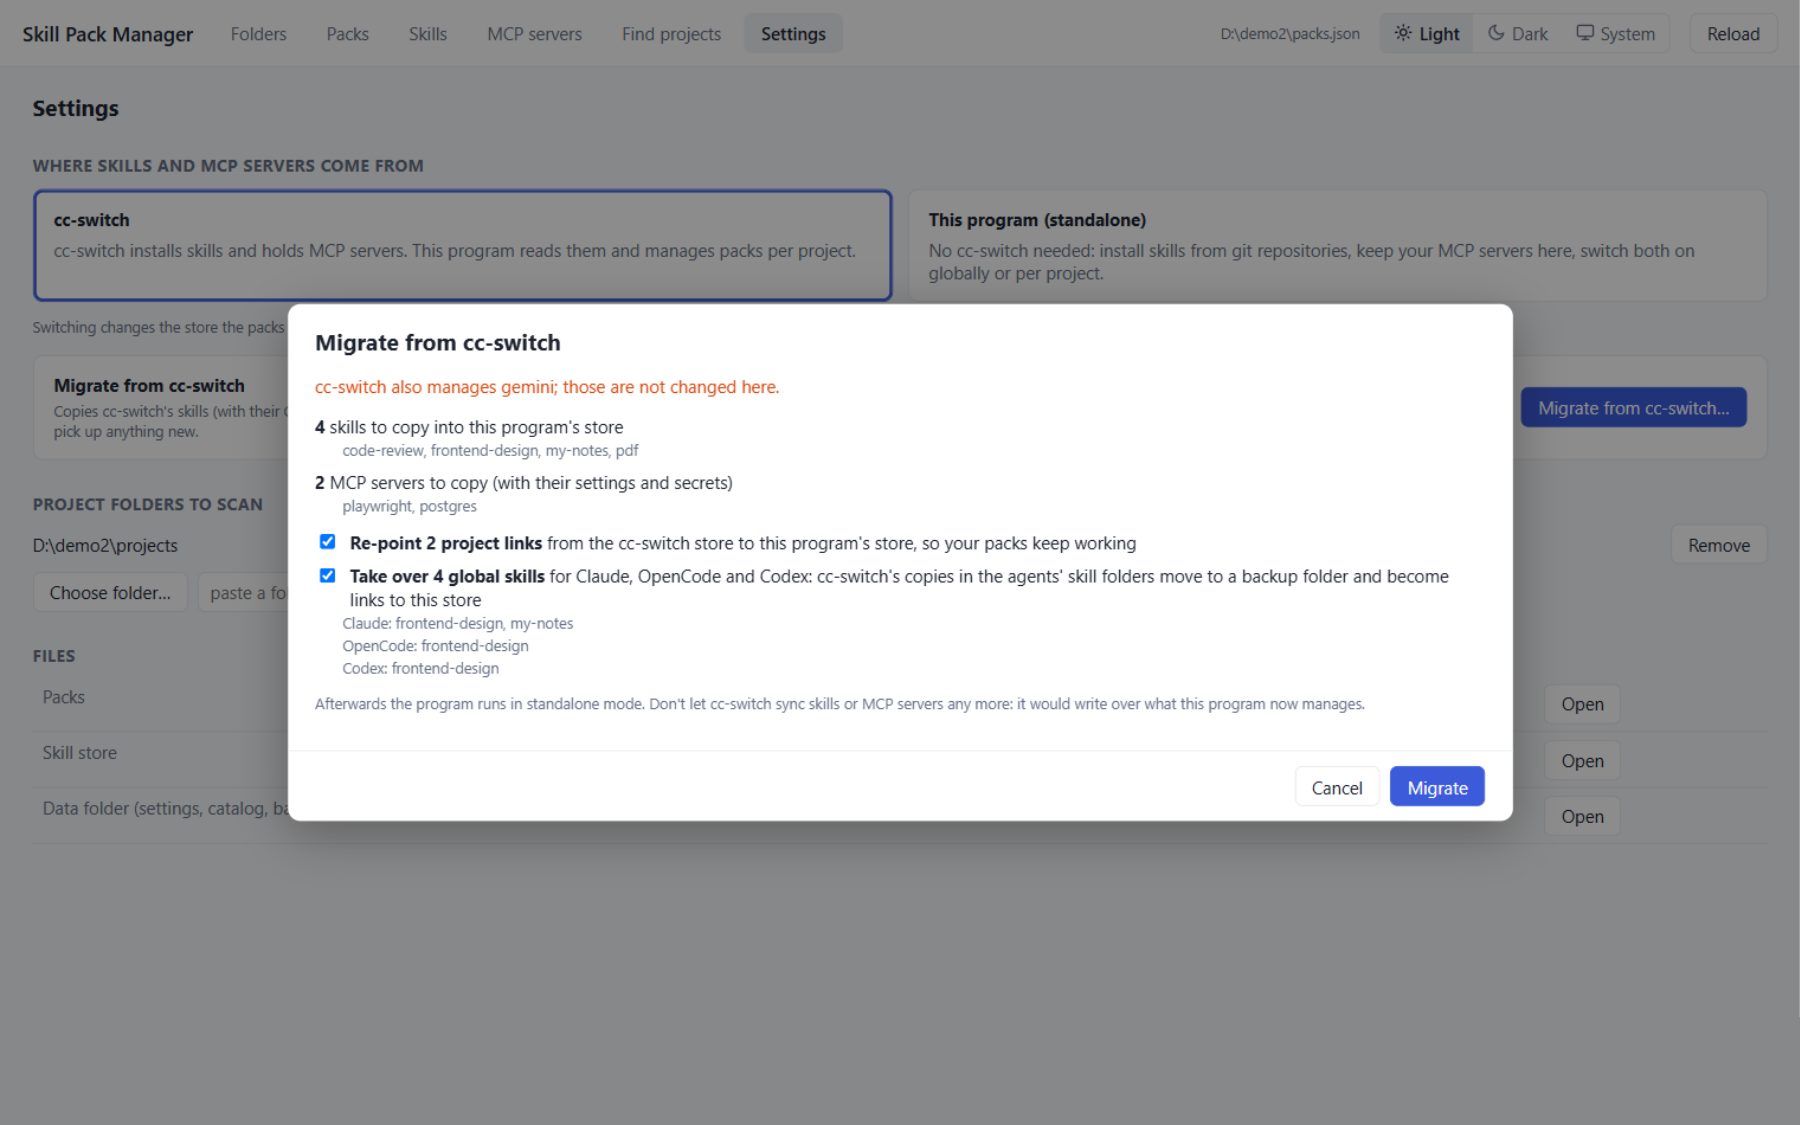 Skill Pack Manager Folders Packs Skills MCP servers Find projects Settings D:\demo2\packs.json Light Dark System Reload
Settings
WHERE SKILLS AND MCP SERVERS COME FROM
cc-switch
cc-switch installs skills and holds MCP servers. This program reads them and manages packs per project.
This program (standalone)
No cc-switch needed: install skills from git repositories, keep your MCP servers here, switch both on
globally or per project.
Switching changes the store the packs
Migrate from cc-switch
Copies cc-switch's skills (with their
pick up anything new.
Migrate from cc-switch...
PROJECT FOLDERS TO SCAN
D:\demo2\projects
Remove
Choose folder... paste a fo
FILES
Packs
Open
Skill store
Open
Data folder (settings, catalog, ba
Open
Migrate from cc-switch
cc-switch also manages gemini; those are not changed here.
4 skills to copy into this program's store
code-review, frontend-design, my-notes, pdf
2 MCP servers to copy (with their settings and secrets)
playwright, postgres
Re-point 2 project links from the cc-switch store to this program's store, so your packs keep working
Take over 4 global skills for Claude, OpenCode and Codex: cc-switch's copies in the agents' skill folders move to a backup folder and become
links to this store
Claude: frontend-design, my-notes
OpenCode: frontend-design
Codex: frontend-design
Afterwards the program runs in standalone mode. Don't let cc-switch sync skills or MCP servers any more: it would write over what this program now manages.
Cancel Migrate